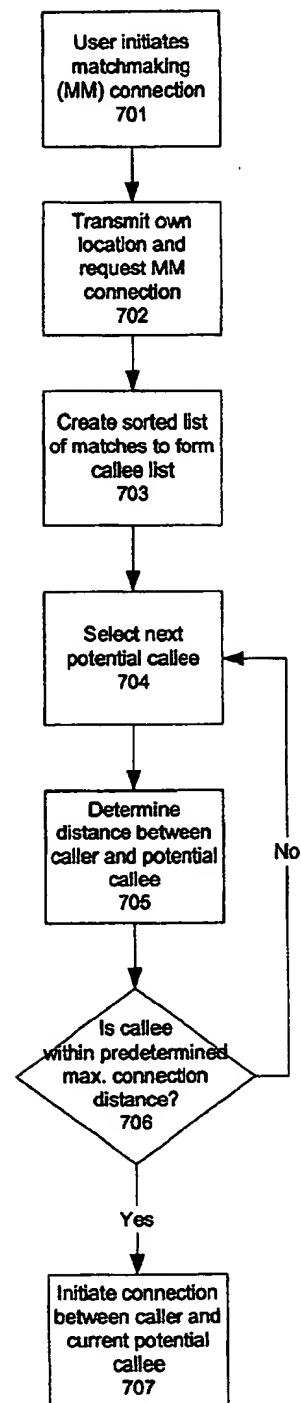 User initiates
matchmaking
(MM) connection
701
Transmit own
location and
request MM
connection
702
Create sorted list
of matches to form
callee list
703
Select next
potential callee
704
Determine
distance between
caller and potential
callee
705
No
Is callee
within predetermined
max. connection
distance?
706
Yes
Initiate connection
between caller and
current potential
callee
707